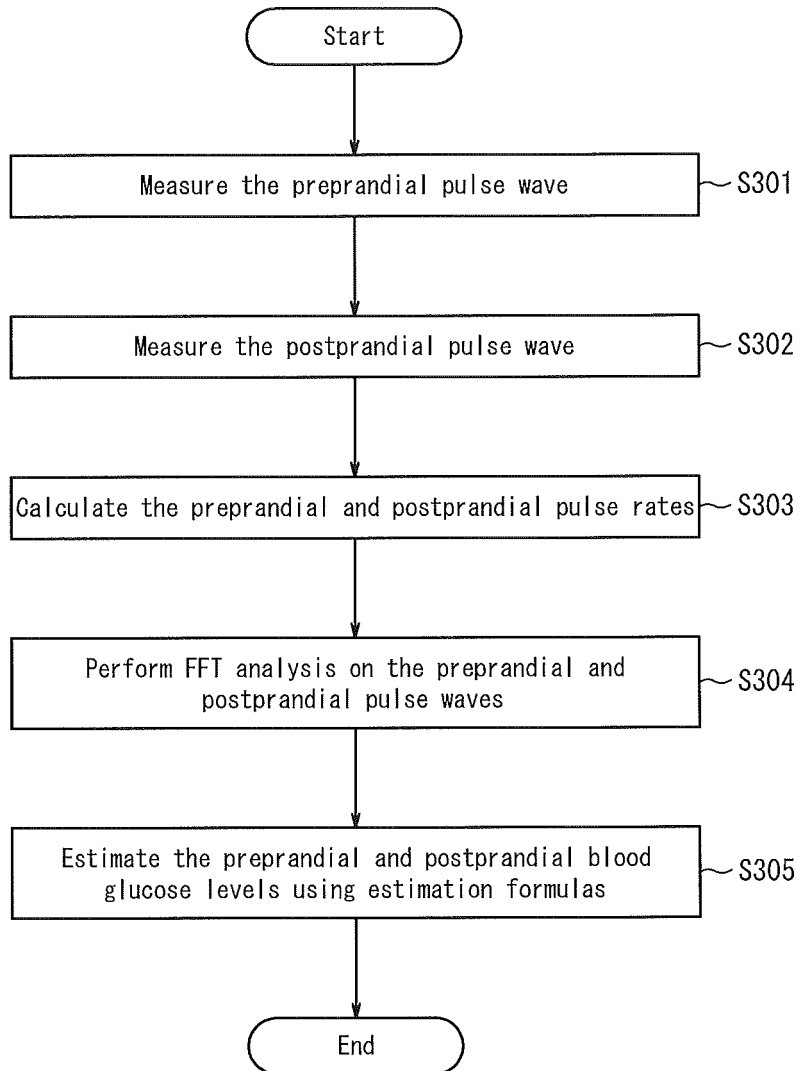 Start
Measure the preprandial pulse wave
S301
Measure the postprandial pulse wave
S302
Calculate the preprandial and postprandial pulse rates
S303
Perform FFT analysis on the preprandial and
postprandial pulse waves
S304
Estimate the preprandial and postprandial blood
glucose levels using estimation formulas
S305
End